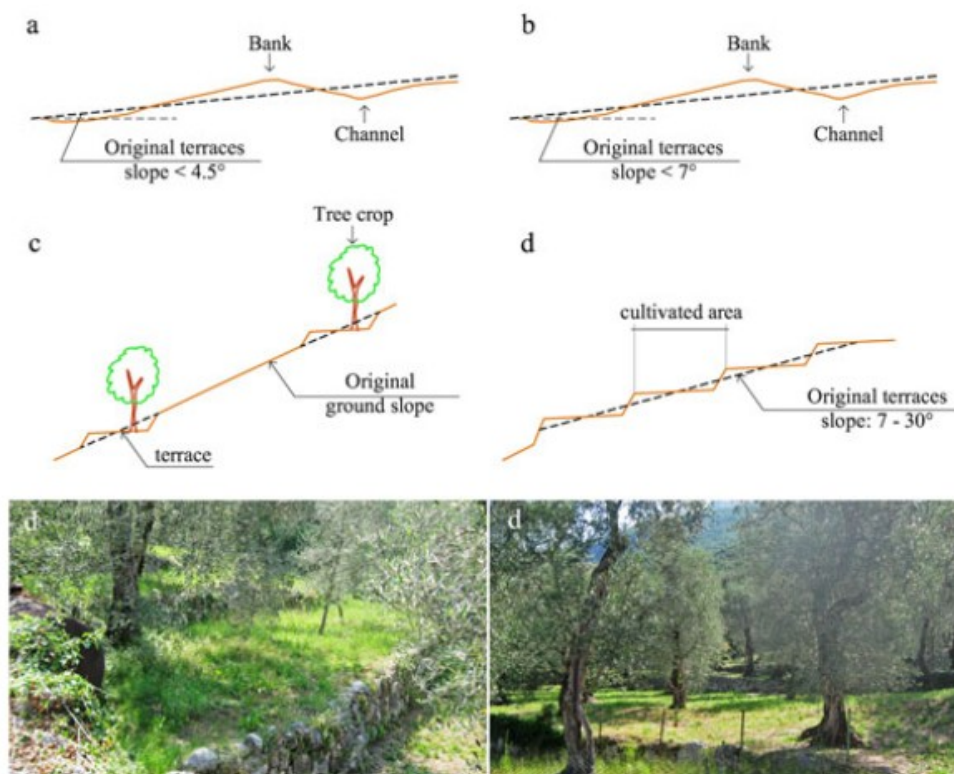 a
Bank
Channel
Original terraces
slope < 4.5°
b
Bank
Channel
Original terraces
slope < 7°
c
Tree crop
Original
ground slope
terrace
d
cultivated area
Original terraces
slope: 7 - 30°
d
d